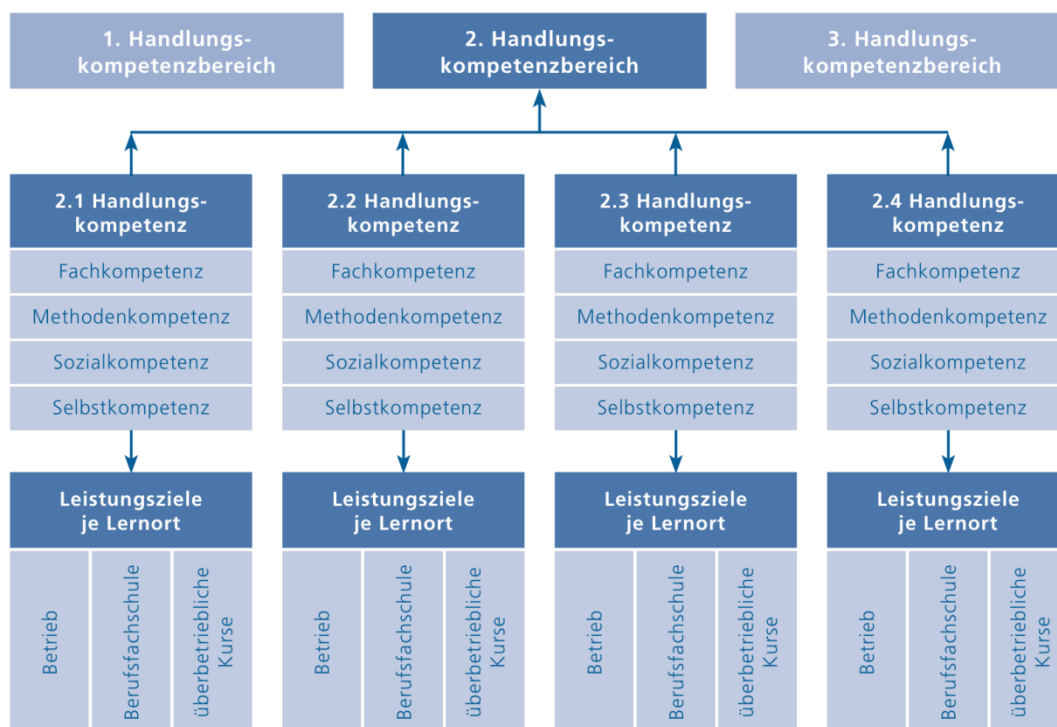 1. Handlungs-
kompetenzbereich
2. Handlungs-
kompetenzbereich
3. Handlungs-
kompetenzbereich
2.1 Handlungs-
kompetenz
2.2 Handlungs-
kompetenz
2.3 Handlungs-
kompetenz
2.4 Handlungs-
kompetenz
Fachkompetenz
Fachkompetenz
Fachkompetenz
Fachkompetenz
Methodenkompetenz
Methodenkompetenz
Methodenkompetenz
Methodenkompetenz
Sozialkompetenz
Sozialkompetenz
Sozialkompetenz
Sozialkompetenz
Selbstkompetenz
Selbstkompetenz
Selbstkompetenz
Selbstkompetenz
Leistungsziele
je Lernort
Leistungsziele
je Lernort
Leistungsziele
je Lernort
Leistungsziele
je Lernort
Betrieb
Berufsfachschule
überbetriebliche
Kurse
Betrieb
Berufsfachschule
überbetriebliche
Kurse
Betrieb
Berufsfachschule
überbetriebliche
Kurse
Betrieb
Berufsfachschule
überbetriebliche
Kurse